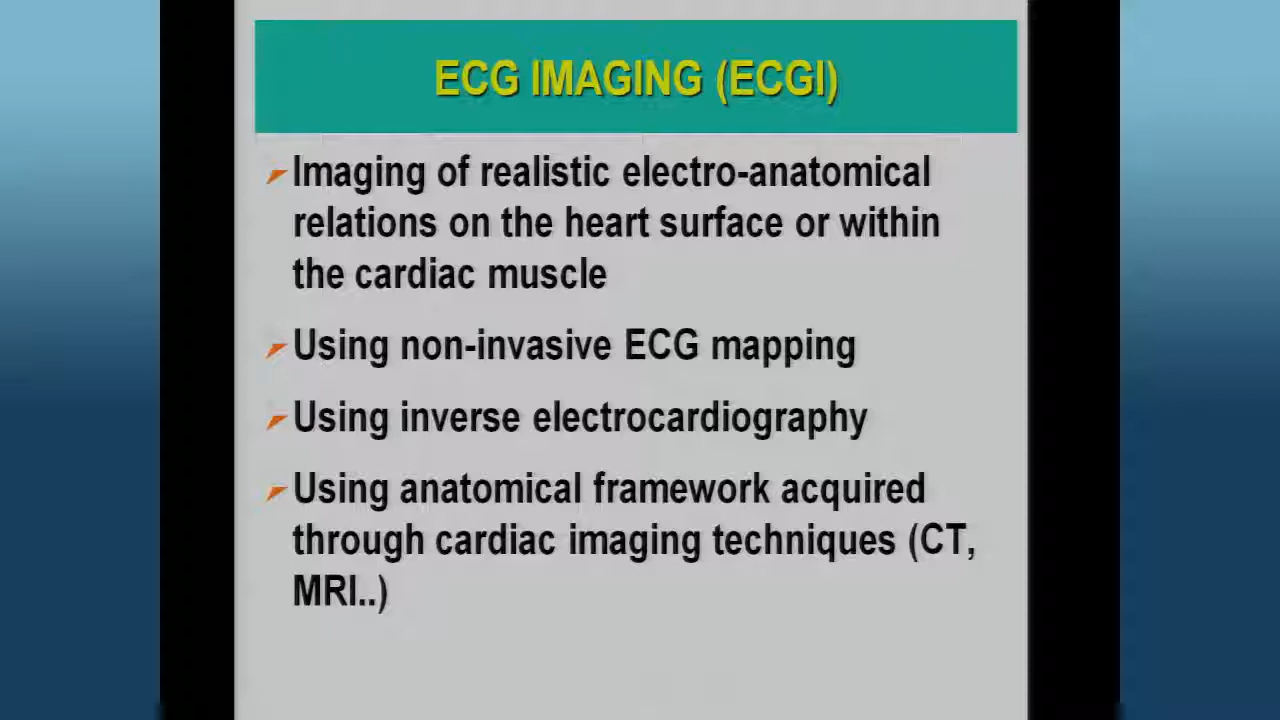 ECG IMAGING (ECGI)
Imaging of realistic electro-anatomical
relations on the heart surface or within
the cardiac muscle
Using non-invasive ECG mapping
Using inverse electrocardiography
Using anatomical framework acquired
through cardiac imaging techniques (CT,
MRI..)